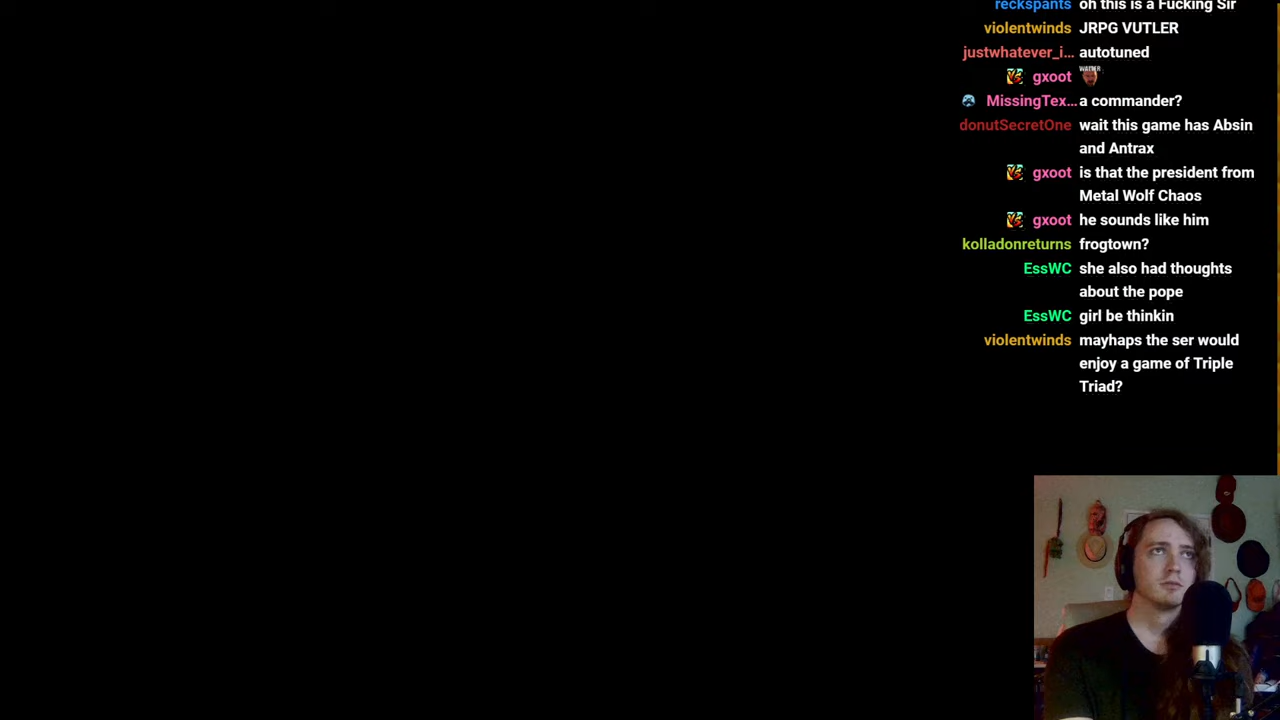 reckspants oh this is a Fucking Sir
violentwinds JRPG VUTLER
justwhatever_i... autotuned
gxoot
MissingTex... a commander?
donutSecretOne wait this game has Absin
and Antrax
gxoot is that the president from
Metal Wolf Chaos
gxoot he sounds like him
kolladonreturns frogtown?
EssWC she also had thoughts
about the pope
EssWC girl be thinkin
violentwinds mayhaps the ser would
enjoy a game of Triple
Triad?